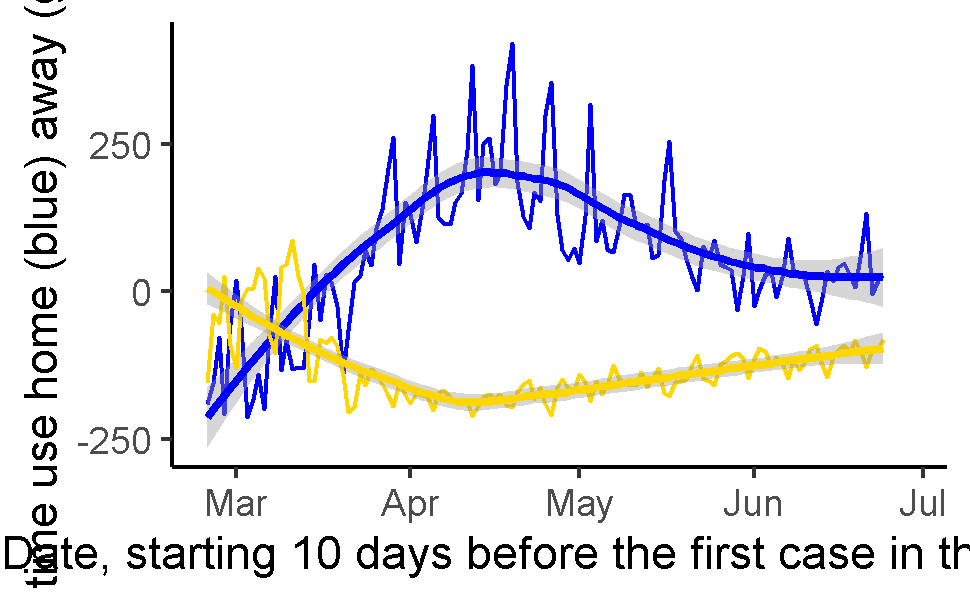 time use home (blue) away (
250
0
-250
Mar Apr May Jun Jul
Date, starting 10 days before the first case in th